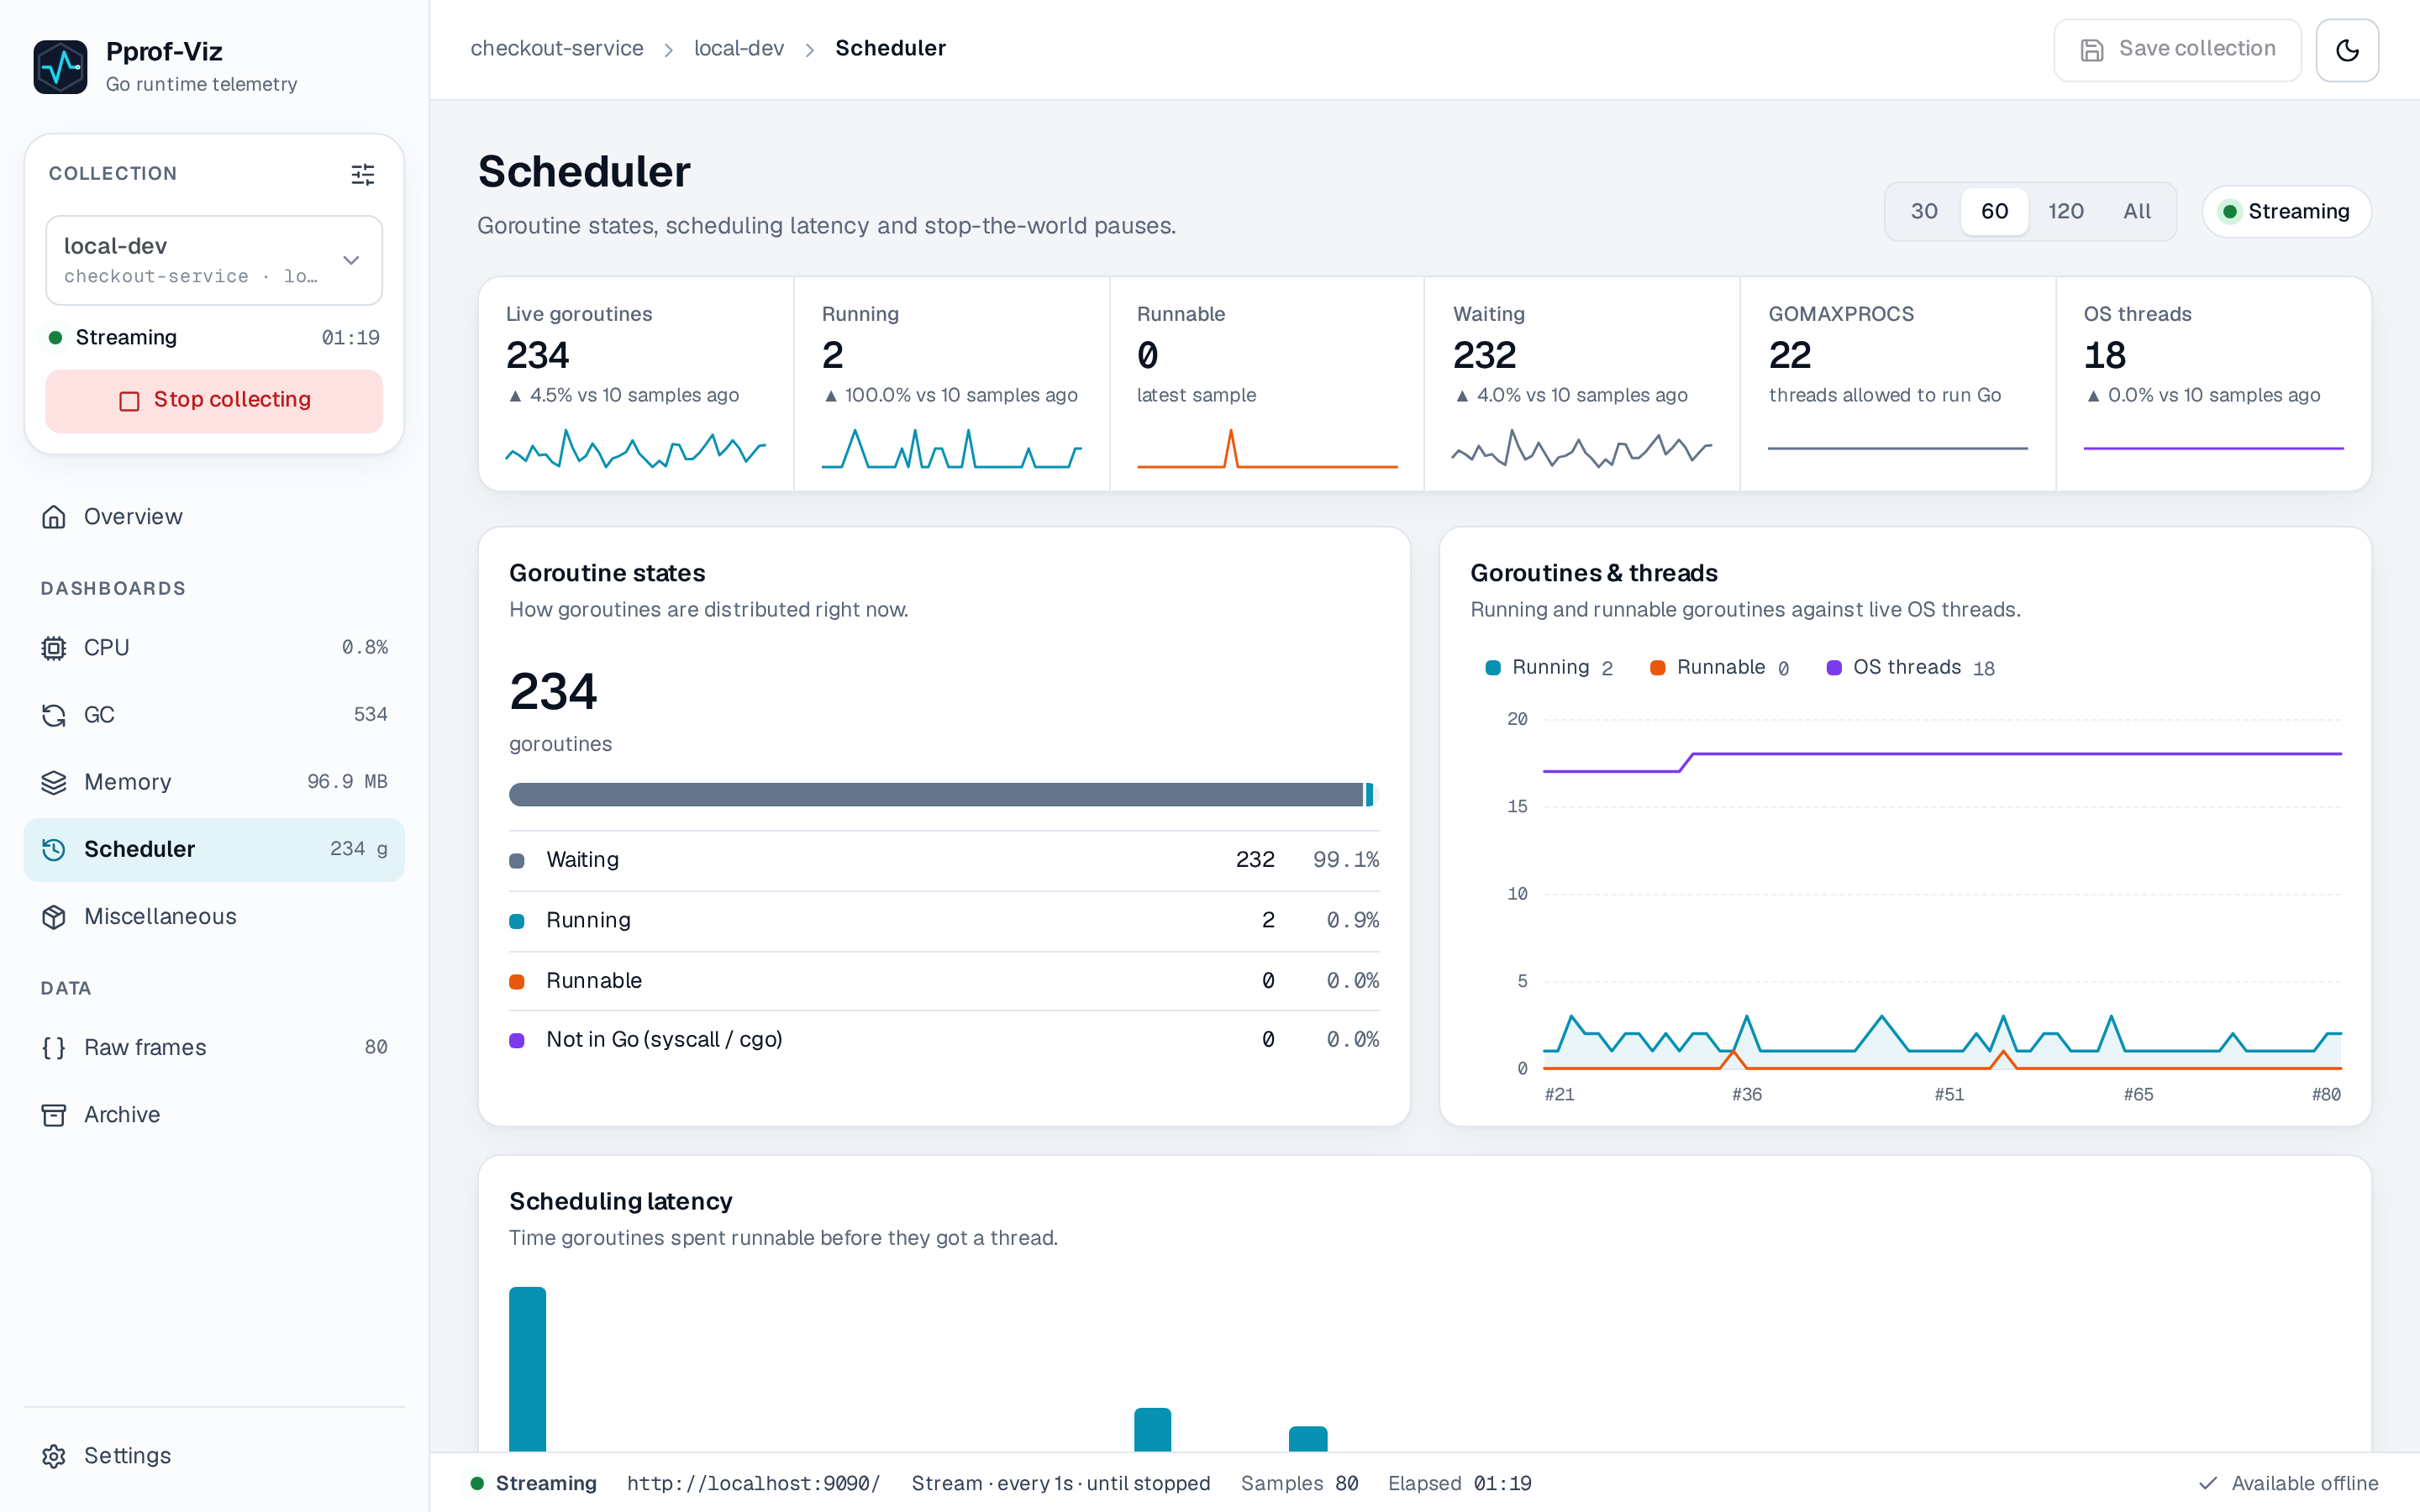 Pprof-Viz
Go runtime telemetry
COLLECTION
local-dev
checkout-service · lo…
Streaming 01:19
Stop collecting
Overview
DASHBOARDS
CPU 0.8%
GC 534
Memory 96.9 MB
Scheduler 234 g
Miscellaneous
DATA
Raw frames 80
Archive
Settings
checkout-service > local-dev > Scheduler
Save collection
Scheduler
Goroutine states, scheduling latency and stop-the-world pauses.
30 60 120 All
Streaming
Live goroutines
234
▲ 4.5% vs 10 samples ago
Running
2
▲ 100.0% vs 10 samples ago
Runnable
0
latest sample
Waiting
232
▲ 4.0% vs 10 samples ago
GOMAXPROCS
22
threads allowed to run Go
OS threads
18
▲ 0.0% vs 10 samples ago
Goroutine states
How goroutines are distributed right now.
234
goroutines
Waiting 232 99.1%
Running 2 0.9%
Runnable 0 0.0%
Not in Go (syscall / cgo) 0 0.0%
Goroutines & threads
Running and runnable goroutines against live OS threads.
Running 2 Runnable 0 OS threads 18
20
15
10
5
0
#21 #36 #51 #65 #80
Scheduling latency
Time goroutines spent runnable before they got a thread.
Streaming http://localhost:9090/ Stream · every 1s · until stopped Samples 80 Elapsed 01:19
Available offline